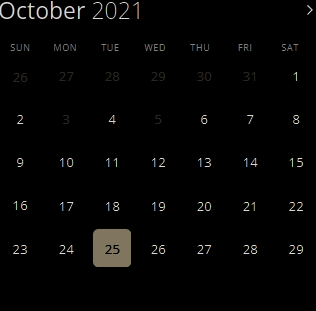 October 2021
SUN MON TUE WED THU FRI SAT
26 27 28 29 30 31 1
2 3 4 5 6 7 8
9 10 11 12 13 14 15
16 17 18 19 20 21 22
23 24 25 26 27 28 29